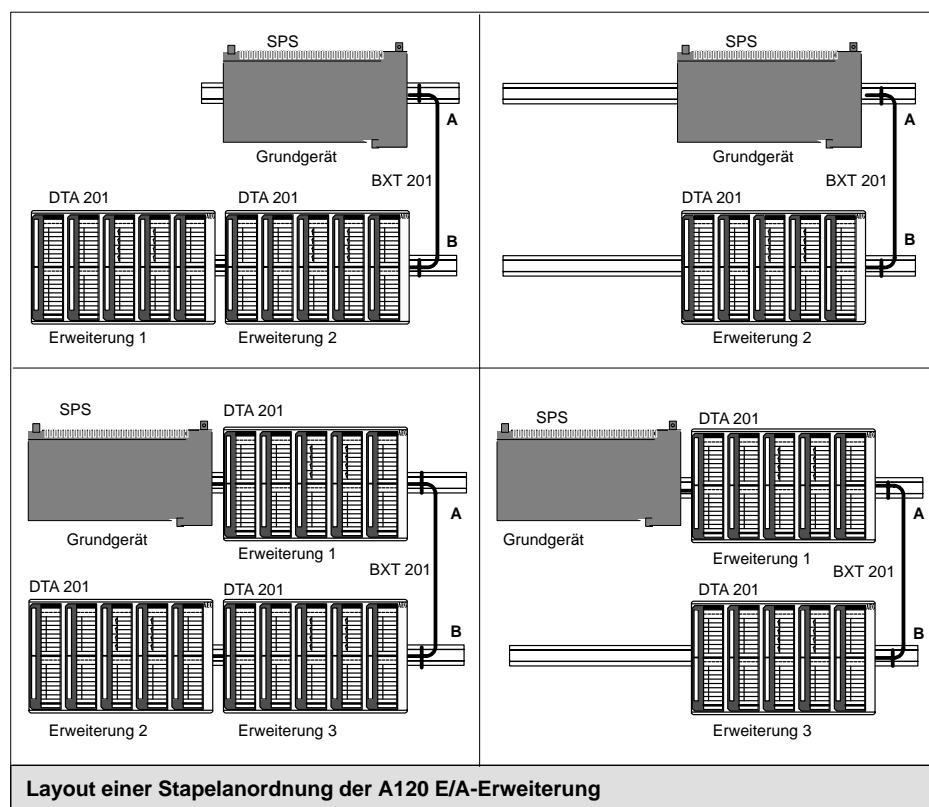 SPS
A
Grundgerät
BXT 201
DTA 201 DTA 201
B
Erweiterung 1 Erweiterung 2
SPS
A
Grundgerät
BXT 201
DTA 201
B
Erweiterung 2
SPS
DTA 201
A
Grundgerät
Erweiterung 1
BXT 201
DTA 201 DTA 201
B
Erweiterung 2 Erweiterung 3
SPS
DTA 201
A
Grundgerät
Erweiterung 1
BXT 201
DTA 201
B
Erweiterung 3
Layout einer Stapelanordnung der A120 E/A-Erweiterung